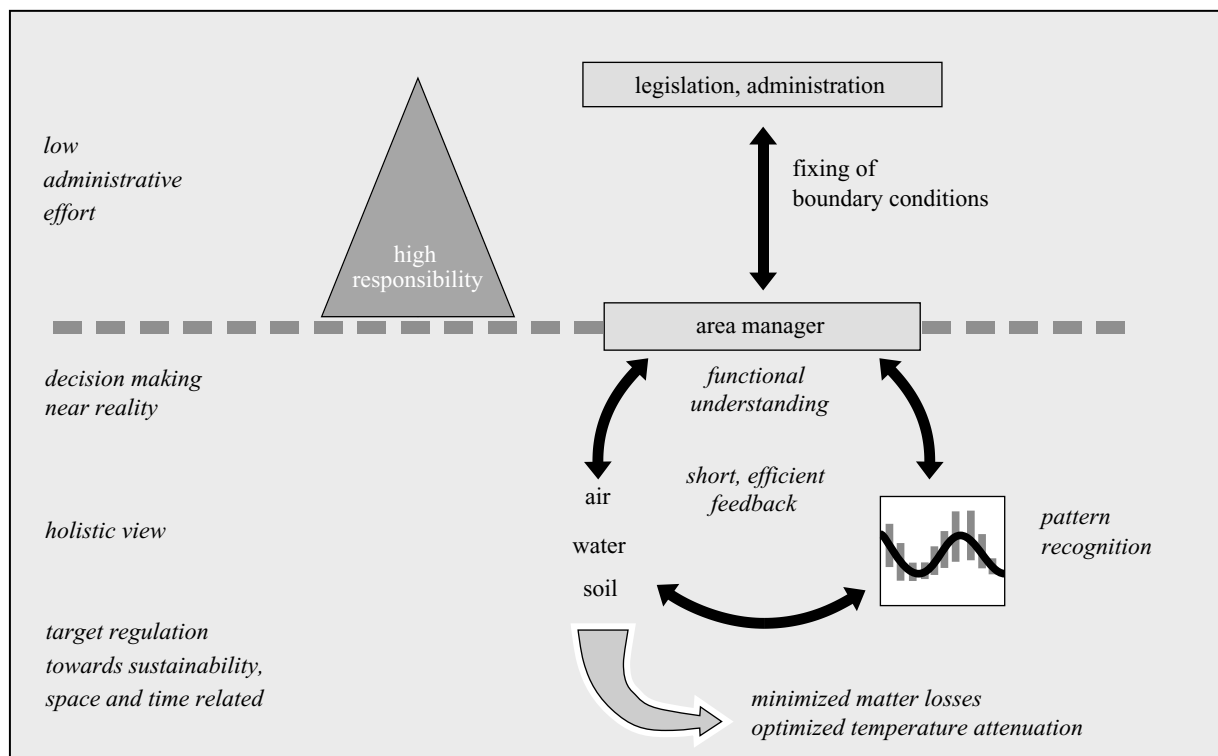 legislation, administration
low
administrative
effort
fixing of
boundary conditions
high
responsibility
area manager
decision making
near reality
functional
understanding
short, efficient
feedback
air
water
soil
holistic view
pattern
recognition
target regulation
towards sustainability,
space and time related
minimized matter losses
optimized temperature attenuation